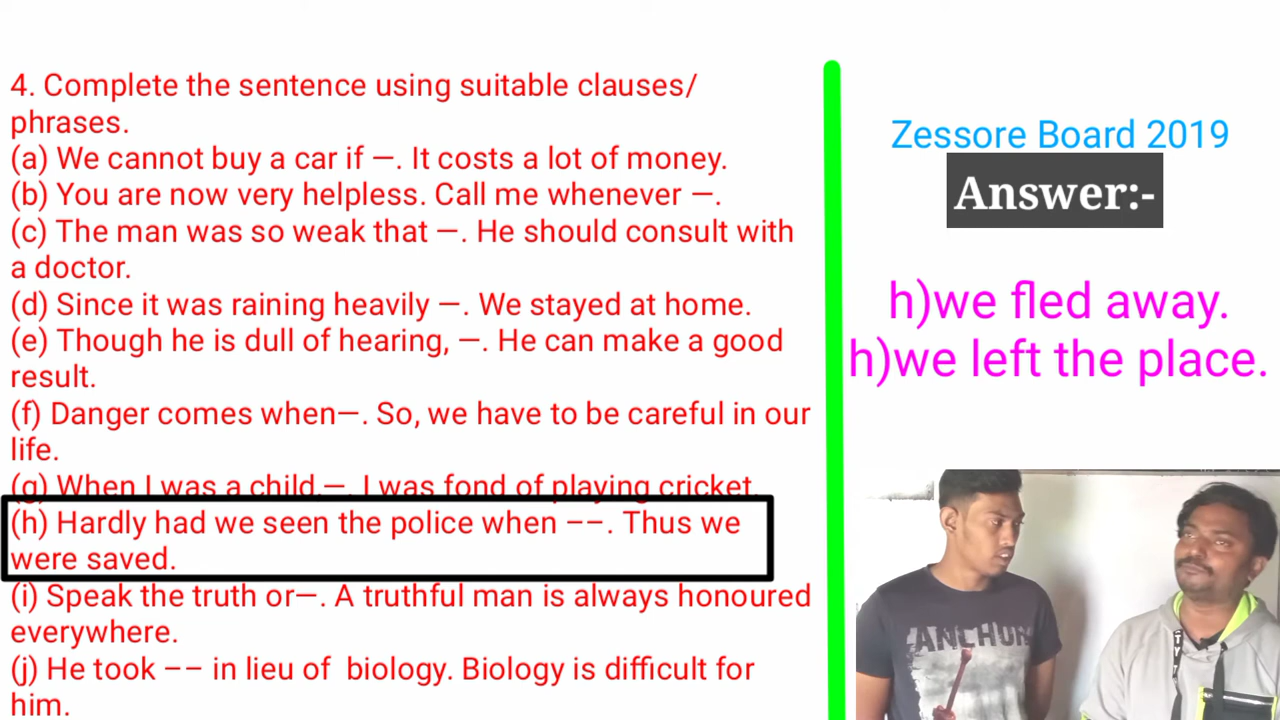 4. Complete the sentence using suitable clauses/
phrases.
(a) We cannot buy a car if —. It costs a lot of money.
(b) You are now very helpless. Call me whenever —.
(c) The man was so weak that —. He should consult with
a doctor.
(d) Since it was raining heavily —. We stayed at home.
(e) Though he is dull of hearing, —. He can make a good
result.
(f) Danger comes when—. So, we have to be careful in our
life.
(g) When I was a child,—. I was fond of playing cricket.
(h) Hardly had we seen the police when ––. Thus we
were saved.
(i) Speak the truth or—. A truthful man is always honoured
everywhere.
(j) He took –– in lieu of biology. Biology is difficult for
him.
Zessore Board 2019
Answer:-
h)we fled away.
h)we left the place.
ANCHOR